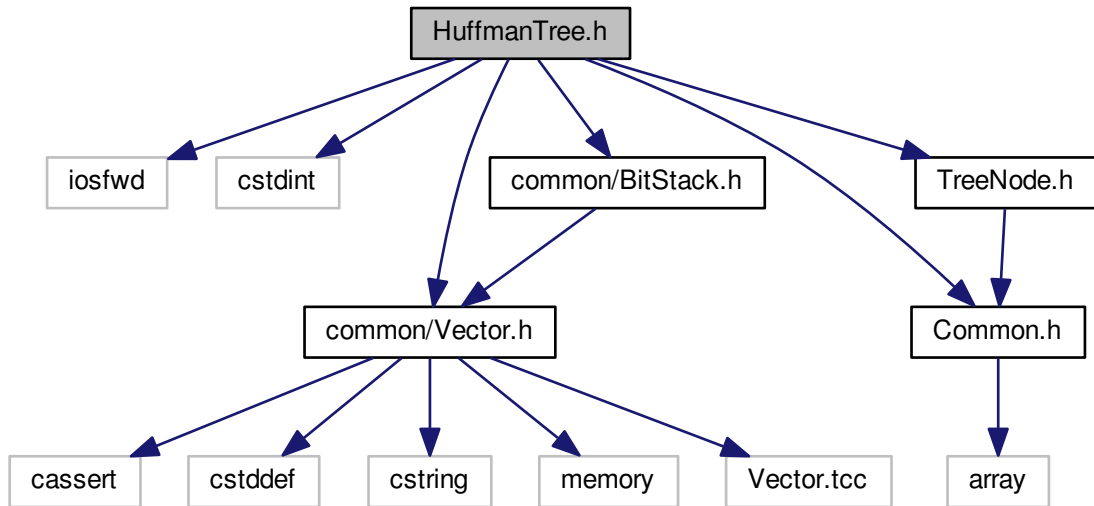 HuffmanTree.h
iosfwd
cstdint
common/BitStack.h
TreeNode.h
common/Vector.h
Common.h
cassert
cstddef
cstring
memory
Vector.tcc
array